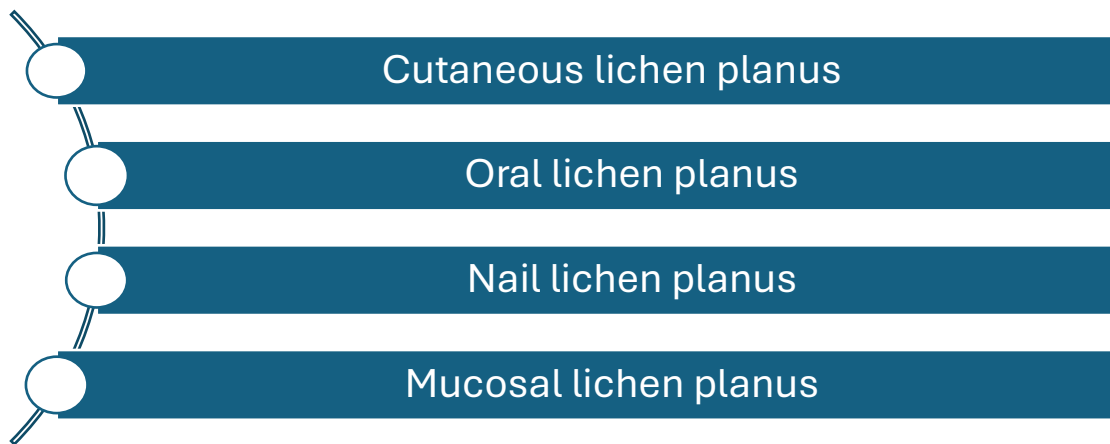 Cutaneous lichen planus
Oral lichen planus
Nail lichen planus
Mucosal lichen planus